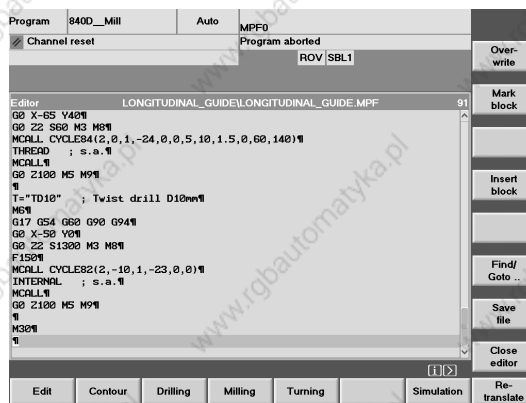 Program 840D__Mill Auto MPF0
Channel reset Program aborted
ROV SBL1
Editor LONGITUDINAL_GUIDE\LONGITUDINAL_GUIDE.MPF 91
G0 X-65 Y40¶
G0 Z2 S60 M3 M8¶
MCALL CYCLE84(2,0,1,-24,0,0,5,10,1.5,0,60,140)¶
THREAD ; s.a.¶
MCALL¶
G0 Z100 M5 M9¶
¶
T="TD10" ; Twist drill D10mm¶
M6¶
G17 G54 G60 G90 G94¶
G0 X-50 Y0¶
G0 Z2 S1300 M3 M8¶
F150¶
MCALL CYCLE82(2,-10,1,-23,0,0)¶
INTERNAL ; s.a.¶
MCALL¶
G0 Z100 M5 M9¶
¶
M30¶
¶
Over-
write
Mark
block
Insert
block
Find/
Goto ..
Save
file
Close
editor
Re-
translate
Edit Contour Drilling Milling Turning Simulation
www.rgbautomatyka.pl